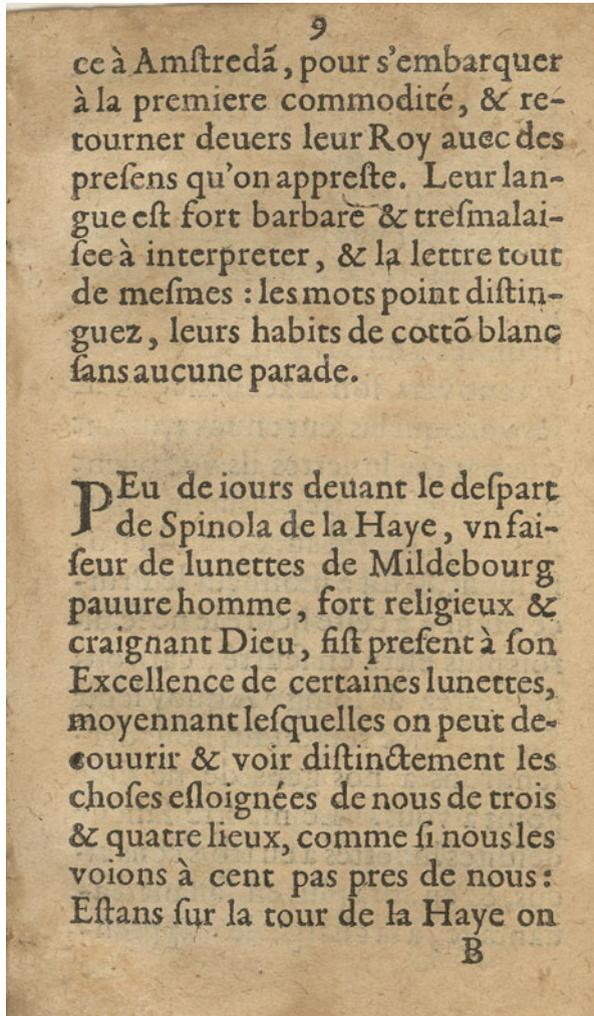 9
ce à Amſtredã, pour s'embarquer
à la premiere commodité, & re-
tourner deuers leur Roy auec des
preſens qu'on appreſte. Leur lan-
gue eſt fort barbare & treſmalai-
ſee à interpreter, & la lettre tout
de meſmes : les mots point diſtin-
guez, leurs habits de cottõ blanc
ſans aucune parade.
PEu de iours deuant le deſpart
de Spinola de la Haye, vn fai-
ſeur de lunettes de Mildebourg
pauure homme, fort religieux &
craignant Dieu, fiſt preſent à ſon
Excellence de certaines lunettes,
moyennant leſquelles on peut de-
couurir & voir diſtinctement les
choſes eſloignées de nous de trois
& quatre lieux, comme ſi nous les
voions à cent pas pres de nous:
Eſtans ſur la tour de la Haye on
B